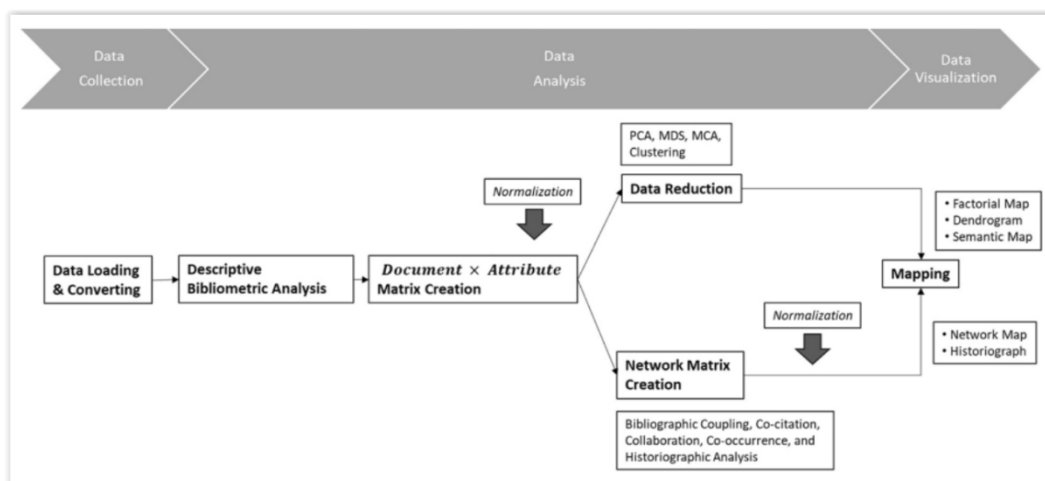 Data
Collection
Data
Analysis
Data
Visualization
PCA, MDS, MCA,
Clustering
Normalization
Data Reduction
• Factorial Map
• Dendrogram
• Semantic Map
Data Loading
& Converting
Descriptive
Bibliometric Analysis
Document × Attribute
Matrix Creation
Mapping
Normalization
• Network Map
• Historiograph
Network Matrix
Creation
Bibliographic Coupling, Co-citation,
Collaboration, Co-occurrence, and
Historiographic Analysis